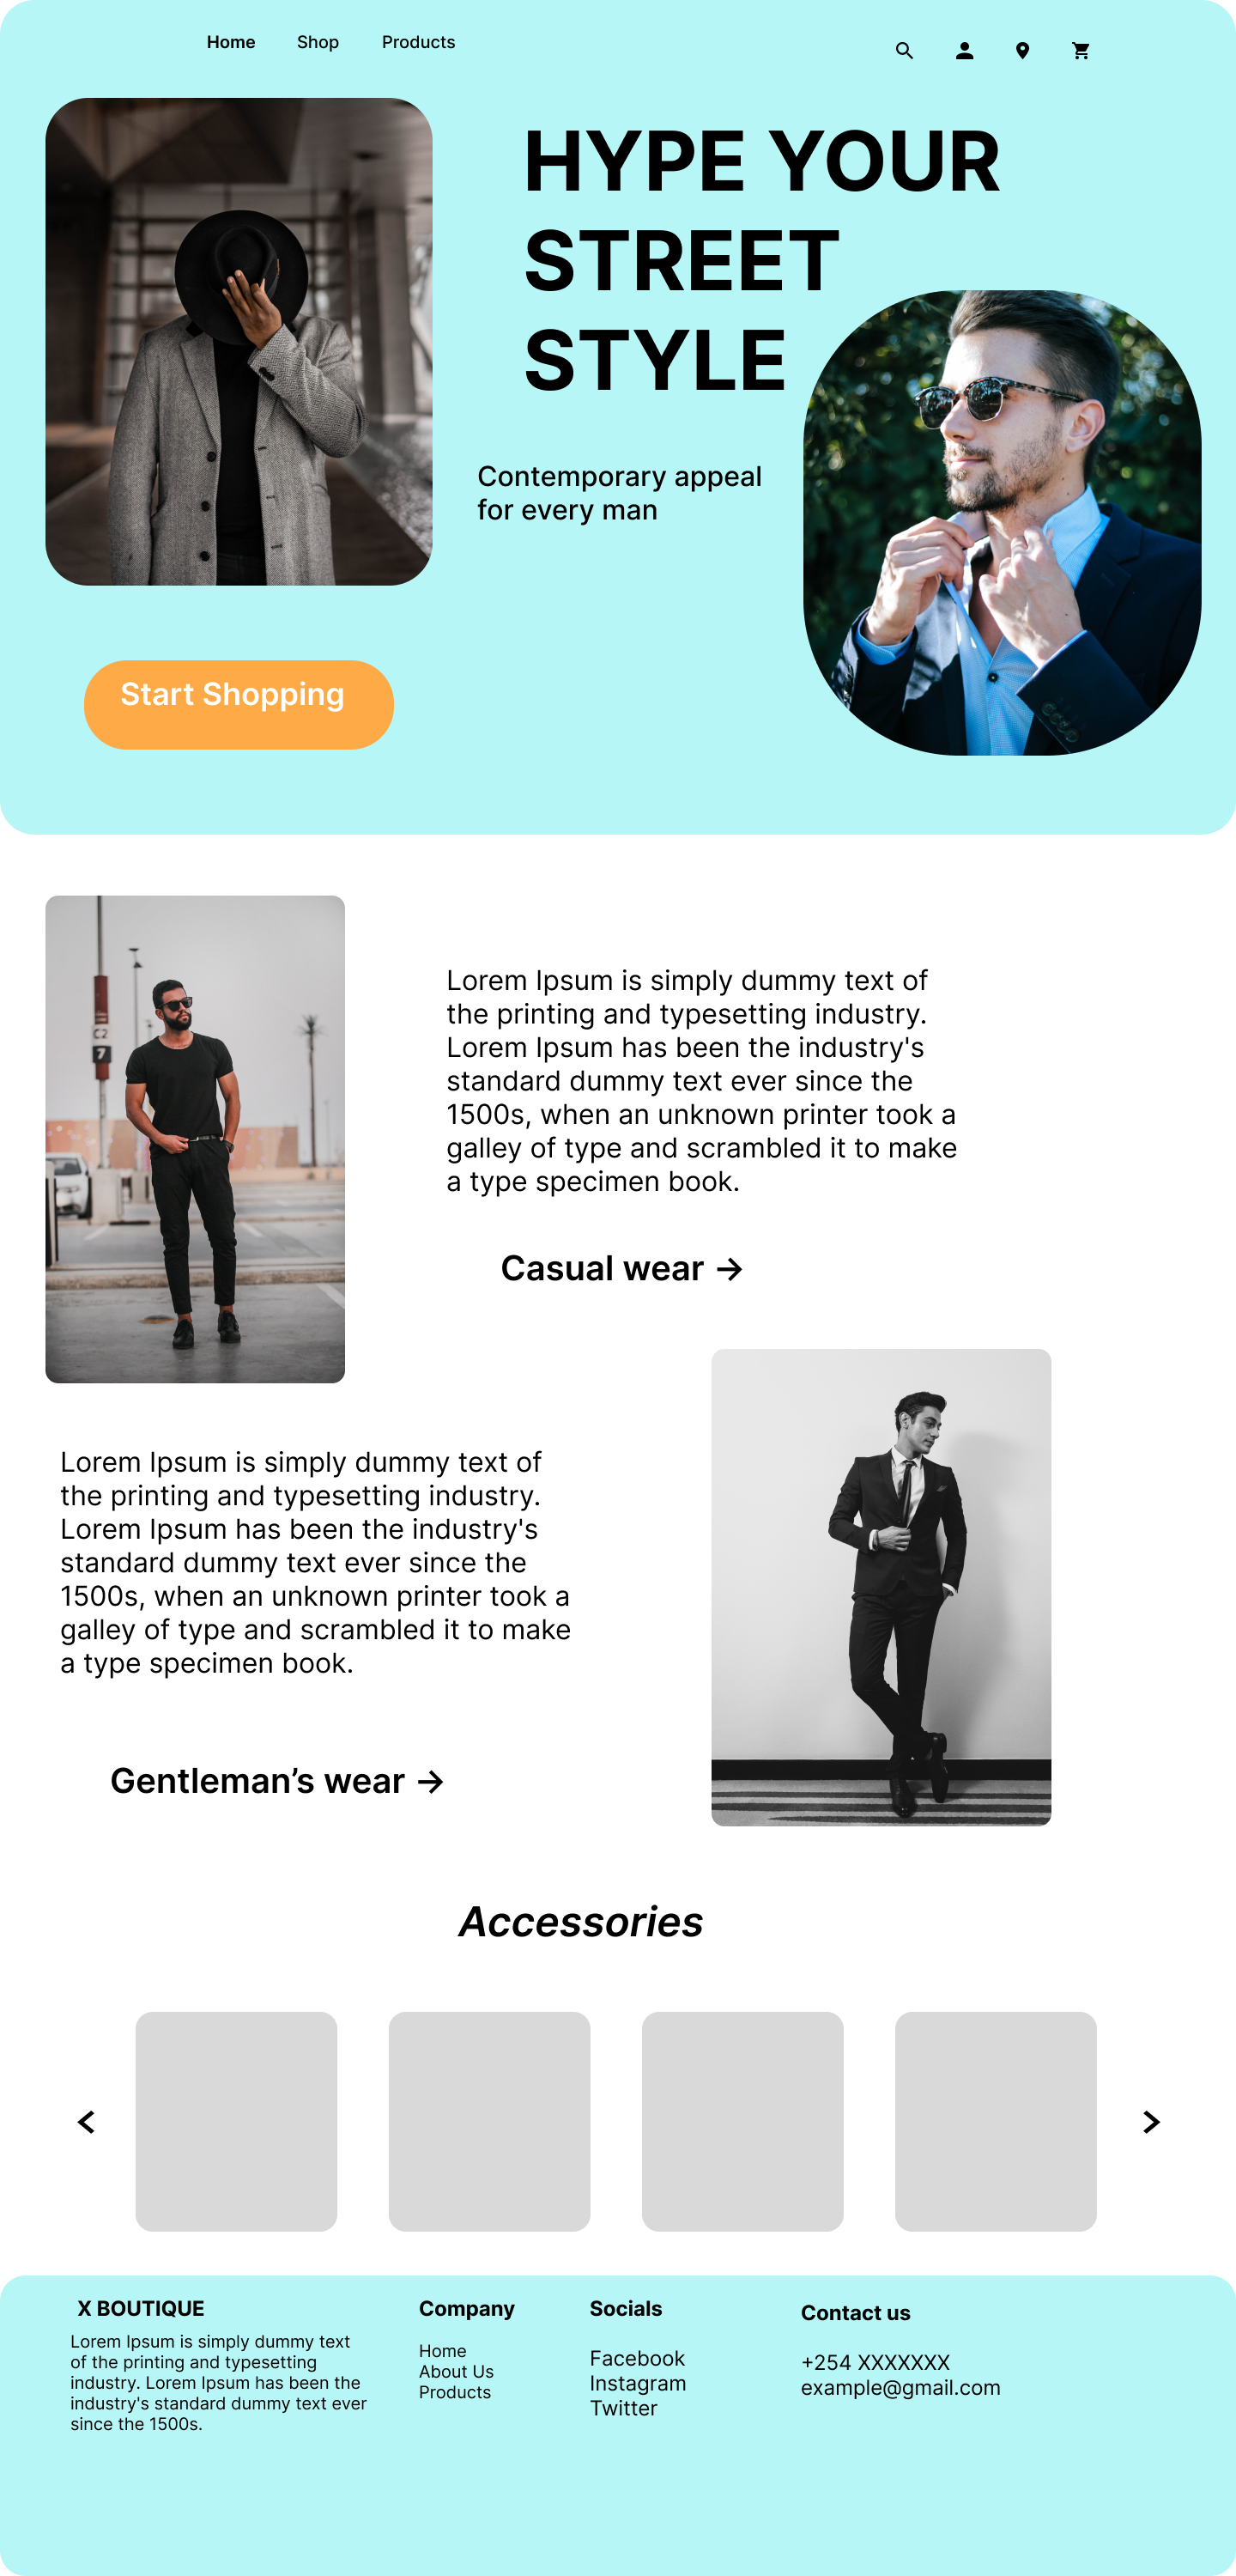 Home Shop Products
HYPE YOUR
STREET
STYLE
Contemporary appeal
for every man
Start Shopping
C2
7
Lorem Ipsum is simply dummy text of
the printing and typesetting industry.
Lorem Ipsum has been the industry's
standard dummy text ever since the
1500s, when an unknown printer took a
galley of type and scrambled it to make
a type specimen book.
Casual wear →
Lorem Ipsum is simply dummy text of
the printing and typesetting industry.
Lorem Ipsum has been the industry's
standard dummy text ever since the
1500s, when an unknown printer took a
galley of type and scrambled it to make
a type specimen book.
Gentleman’s wear →
Accessories
X BOUTIQUE
Lorem Ipsum is simply dummy text
of the printing and typesetting
industry. Lorem Ipsum has been the
industry's standard dummy text ever
since the 1500s.
Company
Home
About Us
Products
Socials
Facebook
Instagram
Twitter
Contact us
+254 XXXXXXX
example@gmail.com